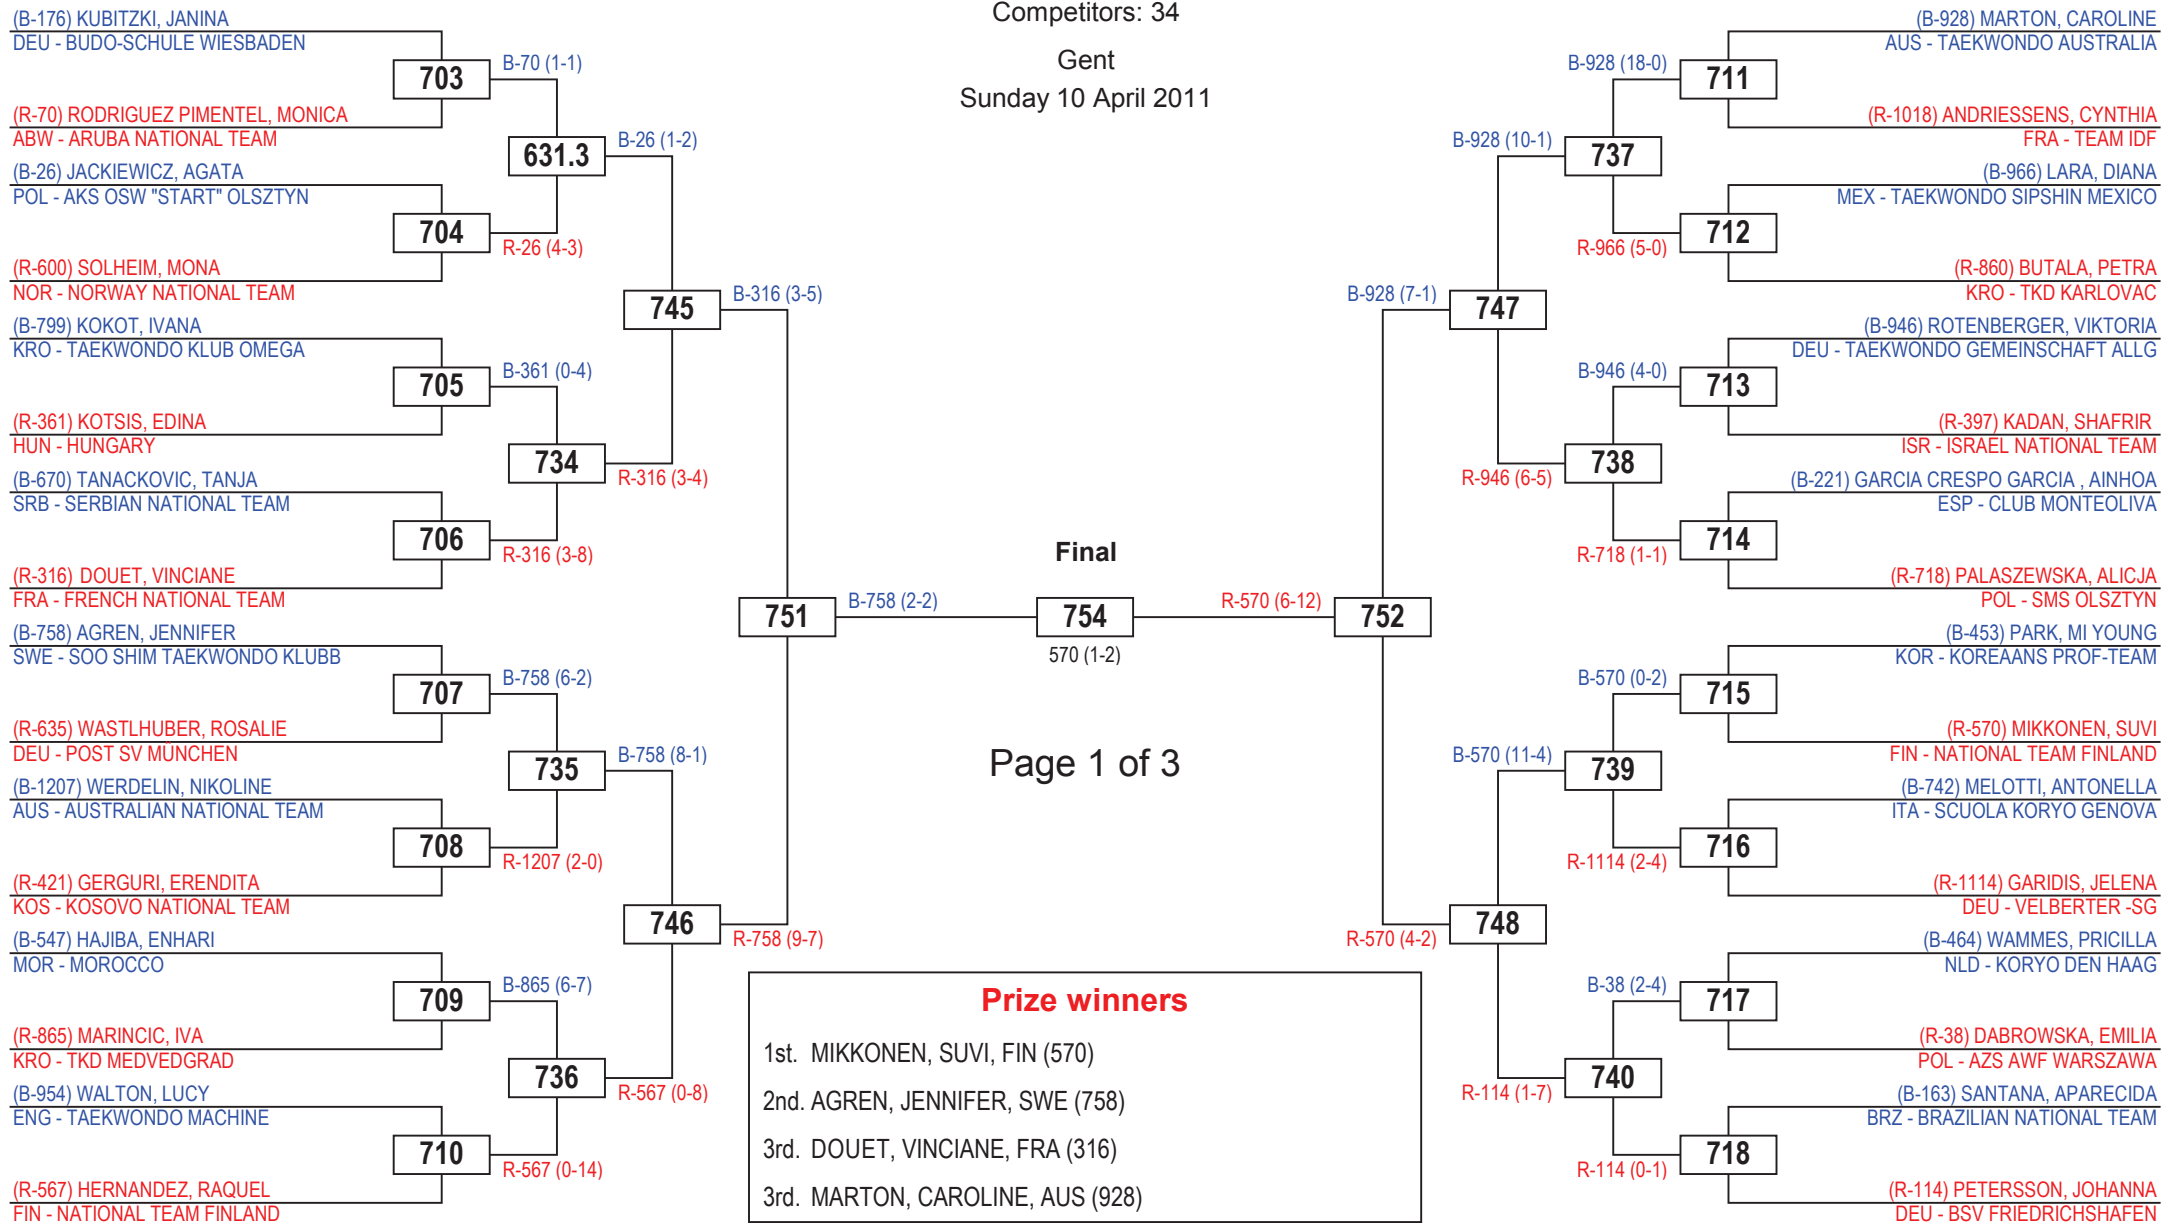 Competitors: 34
Gent
Sunday 10 April 2011
(B-176) KUBITZKI, JANINA
DEU - BUDO-SCHULE WIESBADEN
703
B-70 (1-1)
(R-70) RODRIGUEZ PIMENTEL, MONICA
ABW - ARUBA NATIONAL TEAM
631.3
B-26 (1-2)
(B-26) JACKIEWICZ, AGATA
POL - AKS OSW "START" OLSZTYN
704
R-26 (4-3)
(R-600) SOLHEIM, MONA
NOR - NORWAY NATIONAL TEAM
745
B-316 (3-5)
(B-799) KOKOT, IVANA
KRO - TAEKWONDO KLUB OMEGA
705
B-361 (0-4)
(R-361) KOTSIS, EDINA
HUN - HUNGARY
734
R-316 (3-4)
(B-670) TANACKOVIC, TANJA
SRB - SERBIAN NATIONAL TEAM
706
R-316 (3-8)
(R-316) DOUET, VINCIANE
FRA - FRENCH NATIONAL TEAM
751
B-758 (2-2)
(B-758) AGREN, JENNIFER
SWE - SOO SHIM TAEKWONDO KLUBB
707
B-758 (6-2)
(R-635) WASTLHUBER, ROSALIE
DEU - POST SV MÜNCHEN
735
B-758 (8-1)
(B-1207) WERDELIN, NIKOLINE
AUS - AUSTRALIAN NATIONAL TEAM
708
R-1207 (2-0)
(R-421) GERGURI, ERENDITA
KOS - KOSOVO NATIONAL TEAM
746
R-758 (9-7)
(B-547) HAJIBA, ENHARI
MOR - MOROCCO
709
B-865 (6-7)
(R-865) MARINCIC, IVA
KRO - TKD MEDVEDGRAD
736
R-567 (0-8)
(B-954) WALTON, LUCY
ENG - TAEKWONDO MACHINE
710
R-567 (0-14)
(R-567) HERNANDEZ, RAQUEL
FIN - NATIONAL TEAM FINLAND
Final
754
570 (1-2)
Page 1 of 3
(B-928) MARTON, CAROLINE
AUS - TAEKWONDO AUSTRALIA
B-928 (18-0)
711
(R-1018) ANDRIESSENS, CYNTHIA
FRA - TEAM IDF
B-928 (10-1)
737
(B-966) LARA, DIANA
MEX - TAEKWONDO SIPSHIN MEXICO
R-966 (5-0)
712
(R-860) BUTALA, PETRA
KRO - TKD KARLOVAC
B-928 (7-1)
747
(B-946) ROTENBERGER, VIKTORIA
DEU - TAEKWONDO GEMEINSCHAFT ALLG
B-946 (4-0)
713
(R-397) KADAN, SHAFRIR
ISR - ISRAEL NATIONAL TEAM
R-946 (6-5)
738
(B-221) GARCIA CRESPO GARCIA , AINHOA
ESP - CLUB MONTEOLIVA
R-718 (1-1)
714
(R-718) PALASZEWSKA, ALICJA
POL - SMS OLSZTYN
R-570 (6-12)
752
(B-453) PARK, MI YOUNG
KOR - KOREAANS PROF-TEAM
B-570 (0-2)
715
(R-570) MIKKONEN, SUVI
FIN - NATIONAL TEAM FINLAND
B-570 (11-4)
739
(B-742) MELOTTI, ANTONELLA
ITA - SCUOLA KORYO GENOVA
R-1114 (2-4)
716
(R-1114) GARIDIS, JELENA
DEU - VELBERTER -SG
R-570 (4-2)
748
(B-464) WAMMES, PRICILLA
NLD - KORYO DEN HAAG
B-38 (2-4)
717
(R-38) DABROWSKA, EMILIA
POL - AZS AWF WARSZAWA
R-114 (1-7)
740
(B-163) SANTANA, APARECIDA
BRZ - BRAZILIAN NATIONAL TEAM
R-114 (0-1)
718
(R-114) PETERSSON, JOHANNA
DEU - BSV FRIEDRICHSHAFEN
Prize winners
1st. MIKKONEN, SUVI, FIN (570)
2nd. AGREN, JENNIFER, SWE (758)
3rd. DOUET, VINCIANE, FRA (316)
3rd. MARTON, CAROLINE, AUS (928)